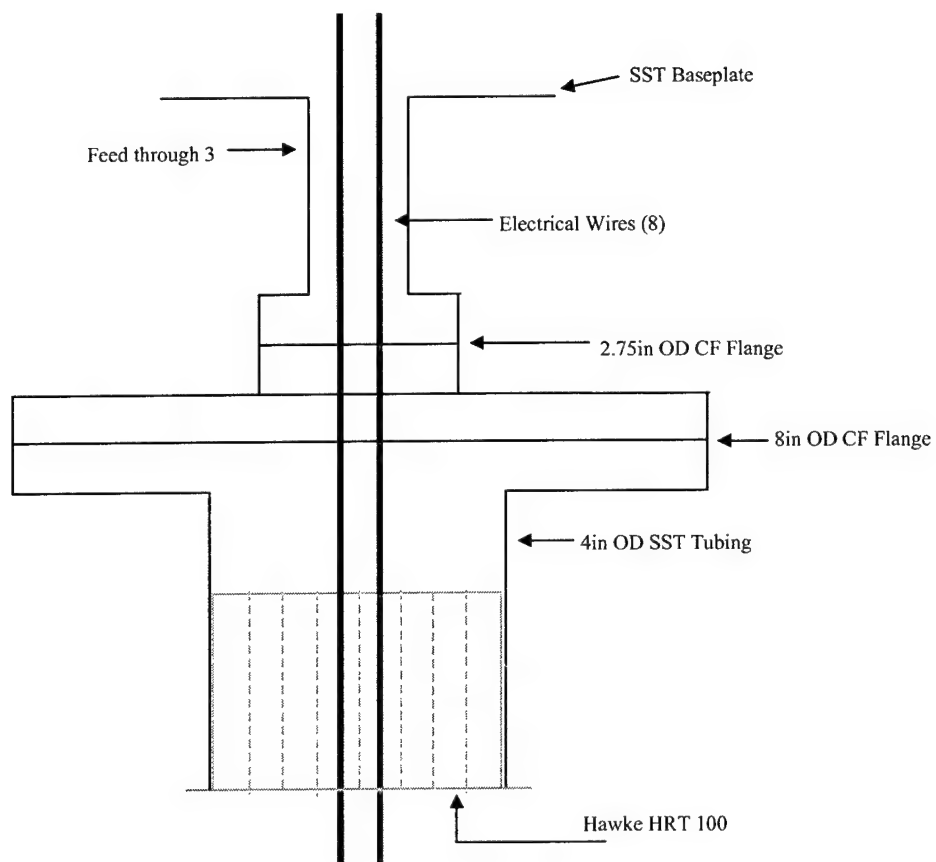 SST Baseplate
Feed through 3
Electrical Wires (8)
2.75in OD CF Flange
8in OD CF Flange
4in OD SST Tubing
Hawke HRT 100